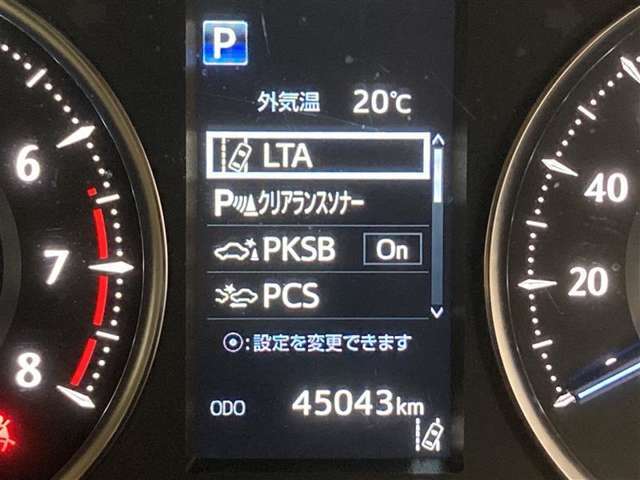 P
外気温 20℃
LTA
P クリアランスソナー
PKSB On
PCS
:設定を変更できます
ODO 45043km
6
7
8
40
20